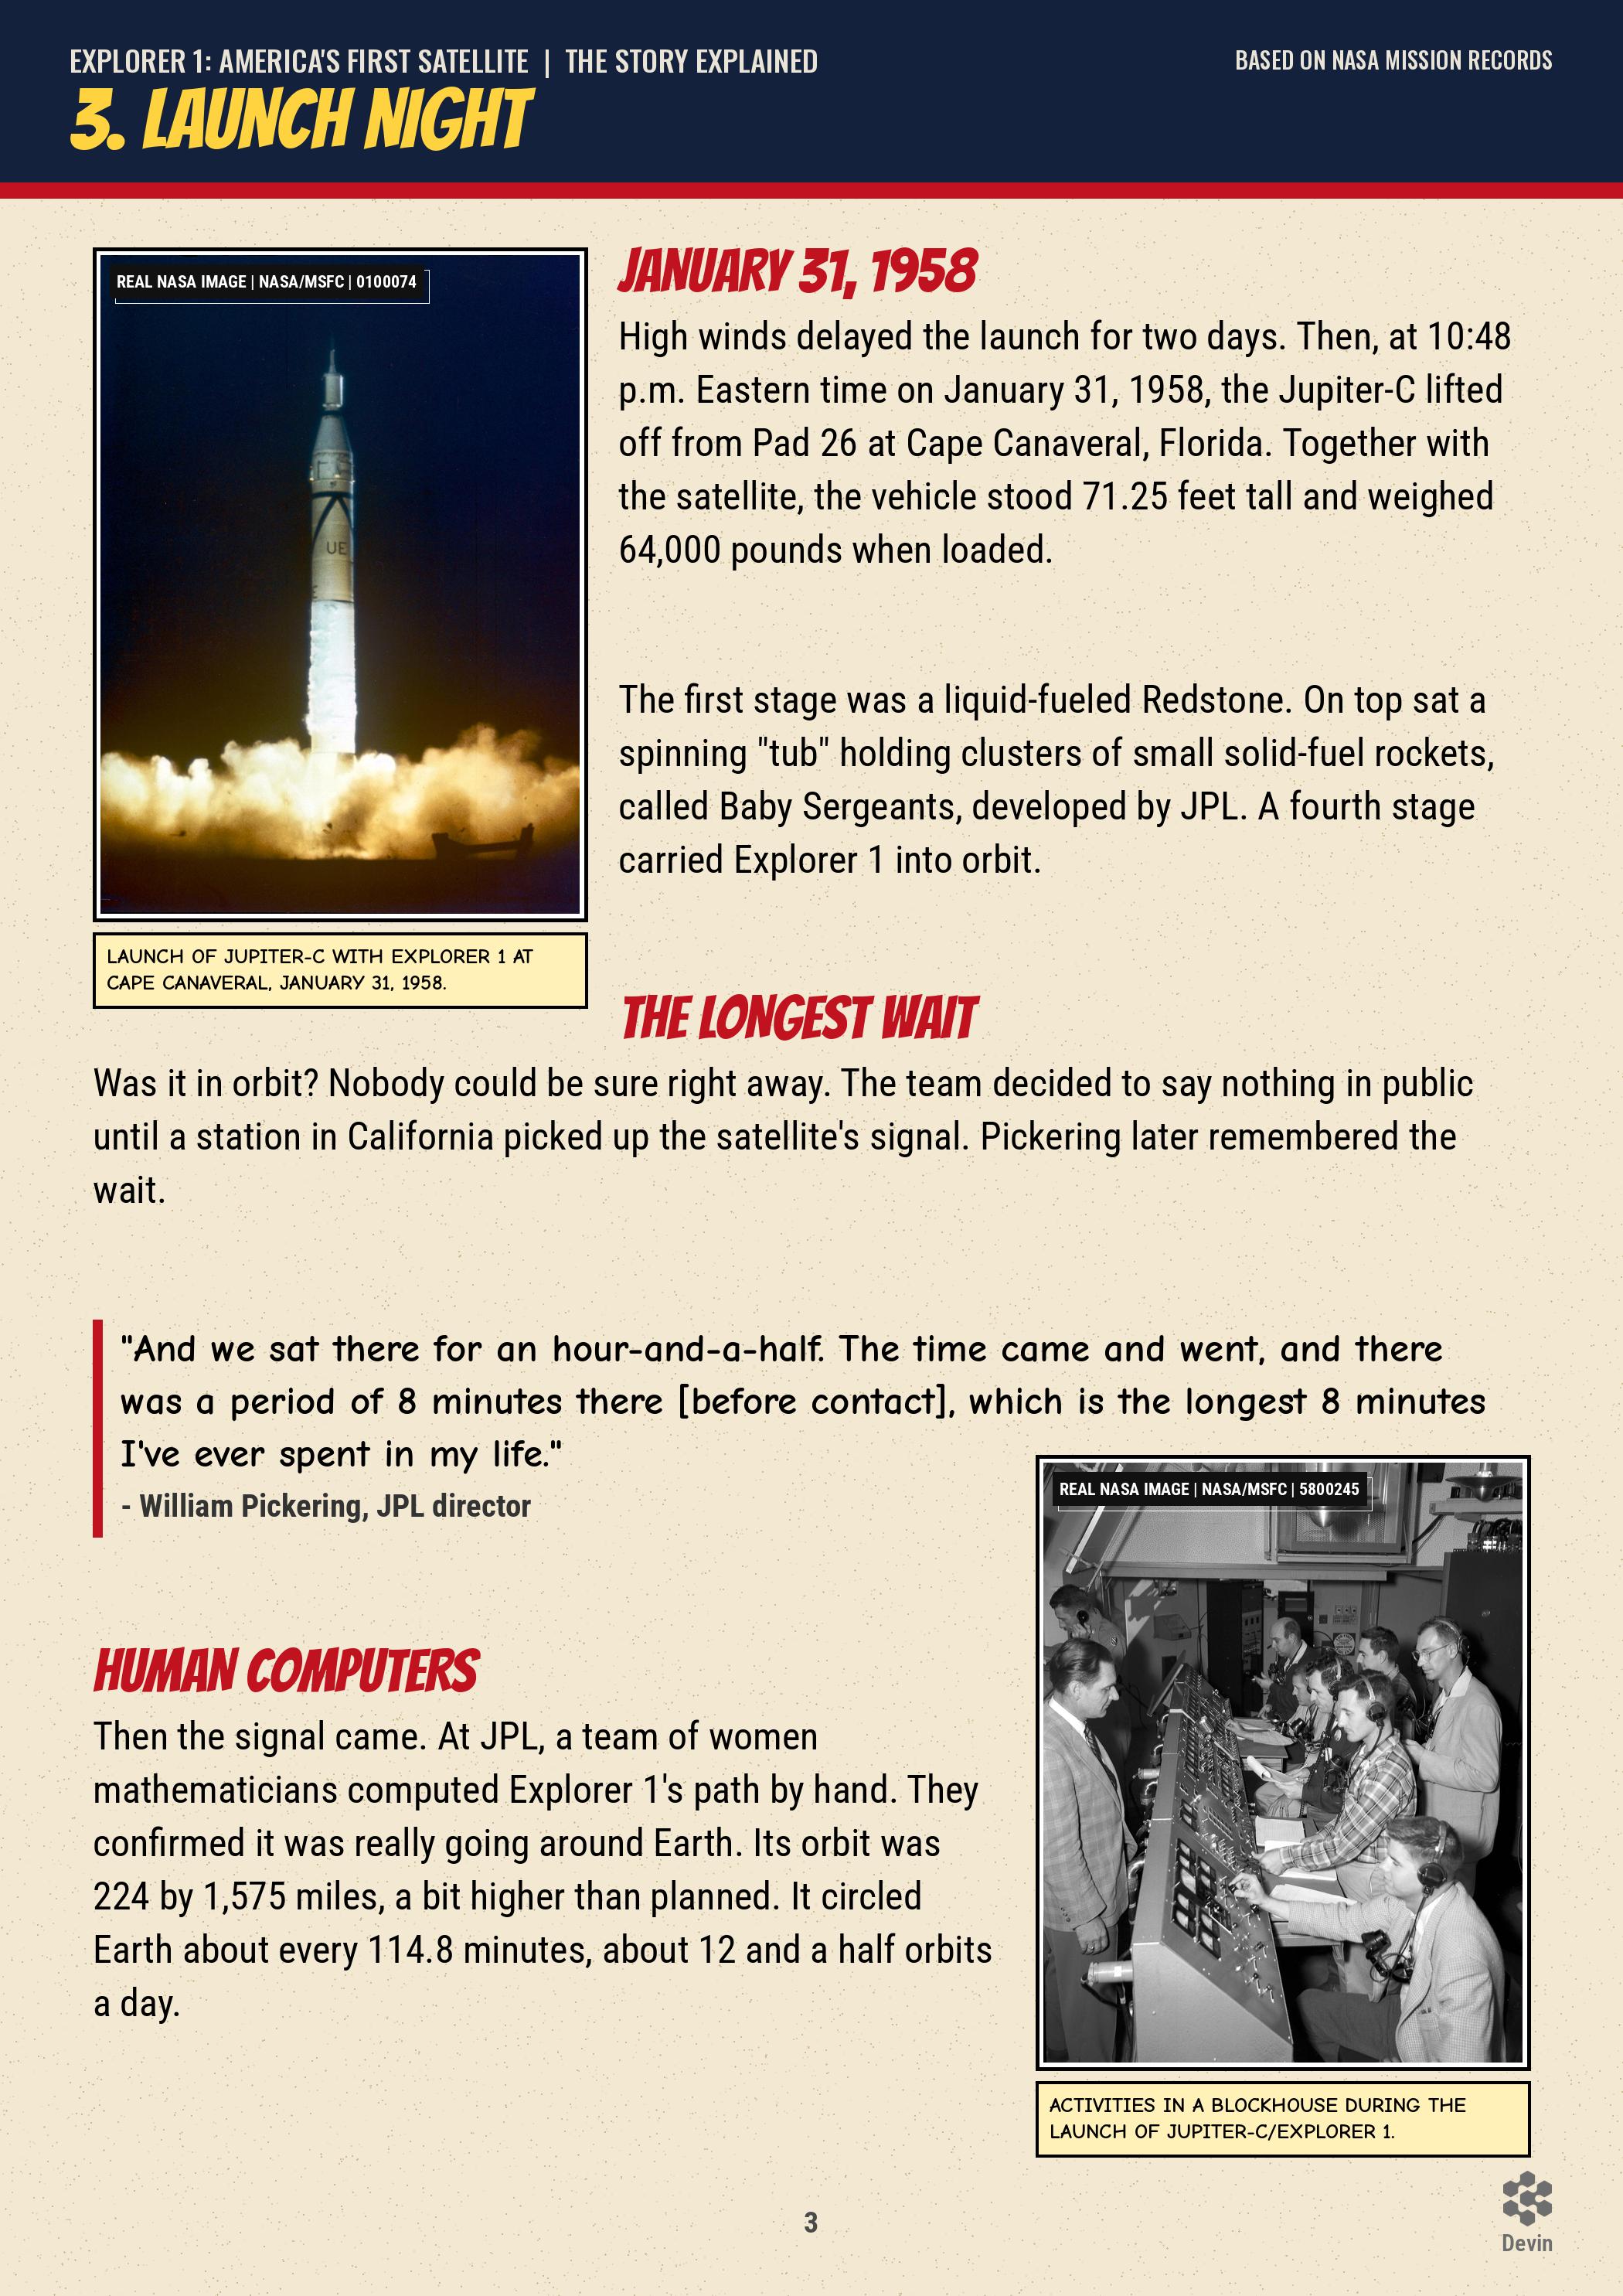 EXPLORER 1: AMERICA'S FIRST SATELLITE | THE STORY EXPLAINED
BASED ON NASA MISSION RECORDS
3. LAUNCH NIGHT
REAL NASA IMAGE | NASA/MSFC | 0100074
UE
LAUNCH OF JUPITER-C WITH EXPLORER 1 AT
CAPE CANAVERAL, JANUARY 31, 1958.
JANUARY 31, 1958
High winds delayed the launch for two days. Then, at 10:48
p.m. Eastern time on January 31, 1958, the Jupiter-C lifted
off from Pad 26 at Cape Canaveral, Florida. Together with
the satellite, the vehicle stood 71.25 feet tall and weighed
64,000 pounds when loaded.
The first stage was a liquid-fueled Redstone. On top sat a
spinning "tub" holding clusters of small solid-fuel rockets,
called Baby Sergeants, developed by JPL. A fourth stage
carried Explorer 1 into orbit.
THE LONGEST WAIT
Was it in orbit? Nobody could be sure right away. The team decided to say nothing in public
until a station in California picked up the satellite's signal. Pickering later remembered the
wait.
"And we sat there for an hour-and-a-half. The time came and went, and there
was a period of 8 minutes there [before contact], which is the longest 8 minutes
I've ever spent in my life."
- William Pickering, JPL director
HUMAN COMPUTERS
Then the signal came. At JPL, a team of women
mathematicians computed Explorer 1's path by hand. They
confirmed it was really going around Earth. Its orbit was
224 by 1,575 miles, a bit higher than planned. It circled
Earth about every 114.8 minutes, about 12 and a half orbits
a day.
REAL NASA IMAGE | NASA/MSFC | 5800245
ACTIVITIES IN A BLOCKHOUSE DURING THE
LAUNCH OF JUPITER-C/EXPLORER 1.
3
Devin